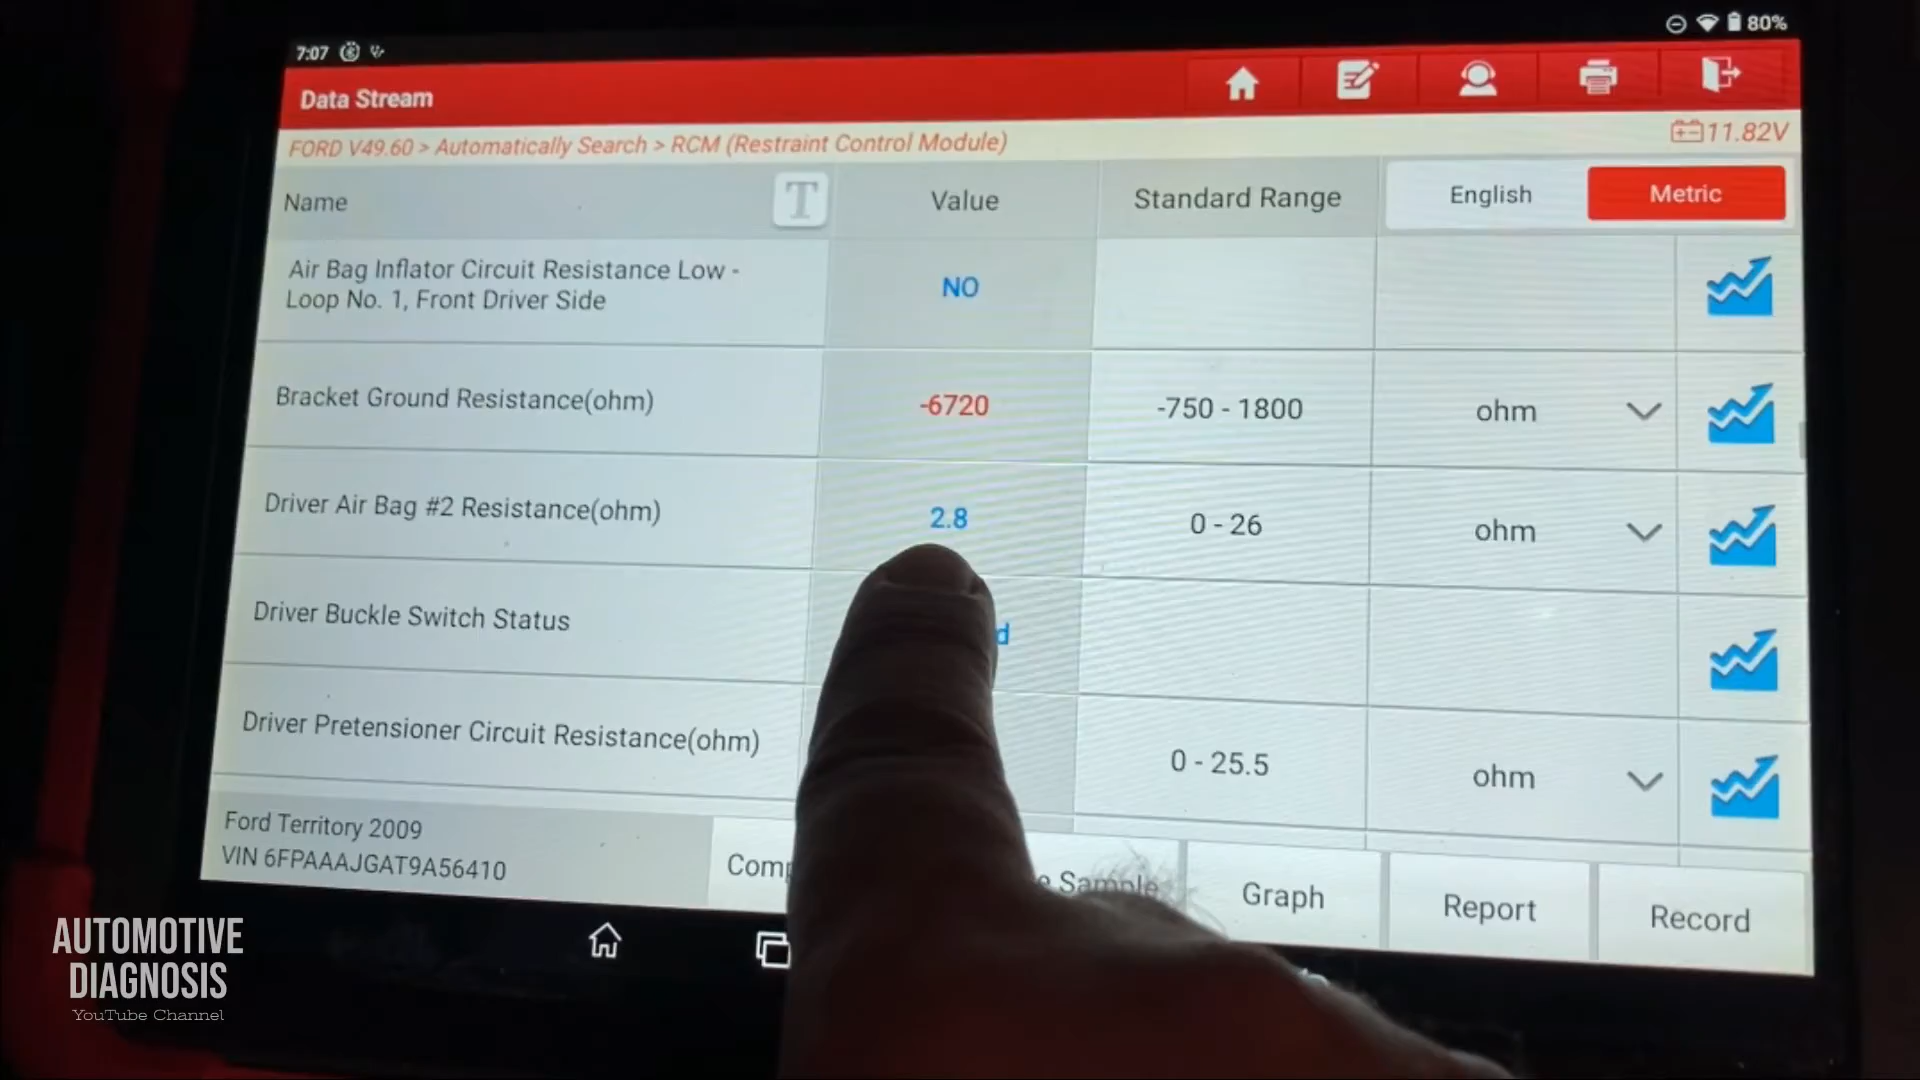 7:07
80%
Data Stream
FORD V49.60 > Automatically Search > RCM (Restraint Control Module)
11.82V
Name
T
Value
Standard Range
English
Metric
Air Bag Inflator Circuit Resistance Low -
Loop No. 1, Front Driver Side
NO
Bracket Ground Resistance(ohm)
-6720
-750 - 1800
ohm
Driver Air Bag #2 Resistance(ohm)
2.8
0 - 26
ohm
Driver Buckle Switch Status
d
Driver Pretensioner Circuit Resistance(ohm)
0 - 25.5
ohm
Ford Territory 2009
VIN 6FPAAAJGAT9A56410
Comp
e Sample
Graph
Report
Record
AUTOMOTIVE
DIAGNOSIS
YouTube Channel